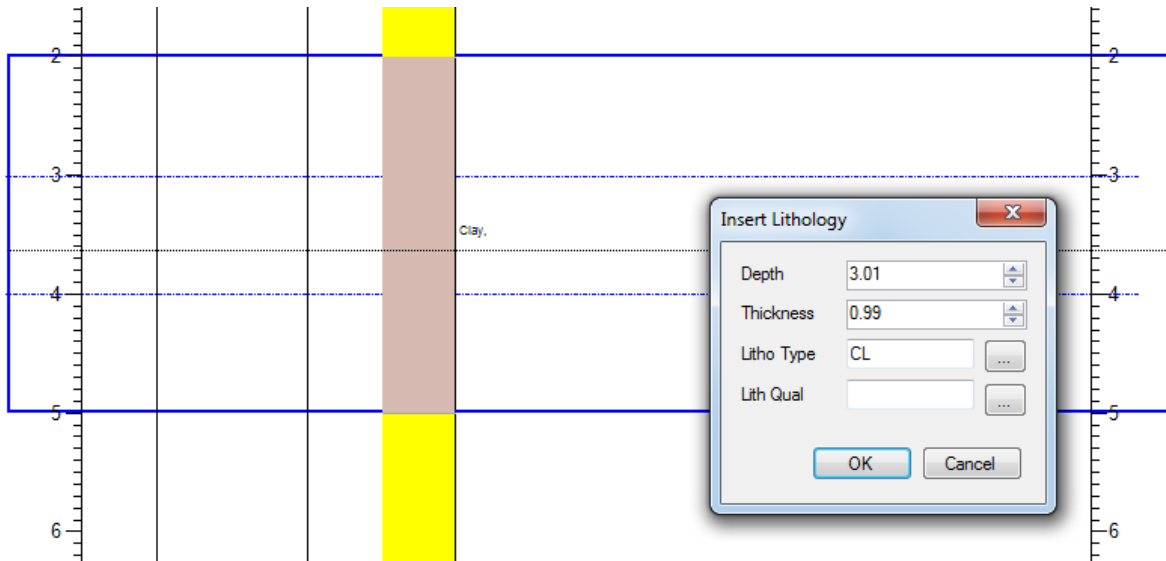 2
2
3
3
Insert Lithology
Depth
3.01
Clay,
Thickness
0.99
4
4
Litho Type
CL
...
Lith Qual
...
5
5
OK
Cancel
6
6